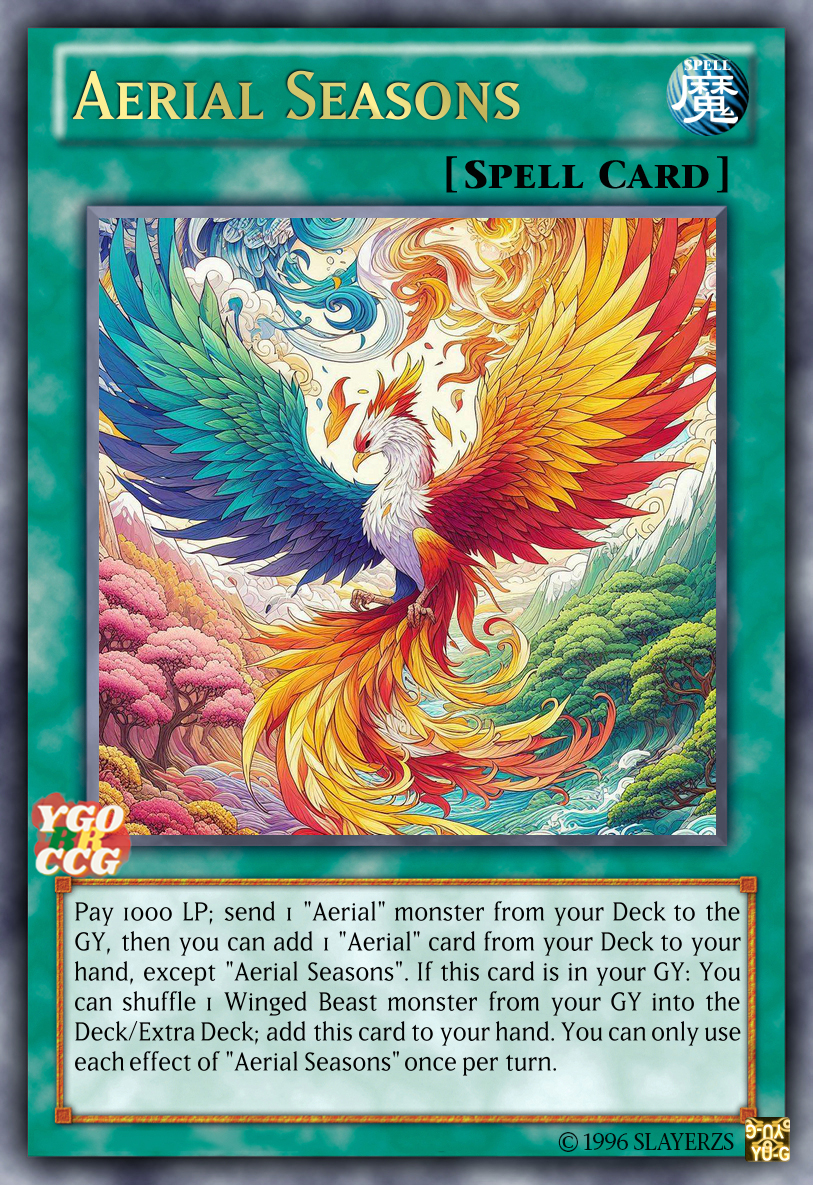 Aerial Seasons
SPELL
魔
[Spell Card]
YGO
BR
CCG
Pay 1000 LP; send 1 "Aerial" monster from your Deck to the
GY, then you can add 1 "Aerial" card from your Deck to your
hand, except "Aerial Seasons". If this card is in your GY: You
can shuffle 1 Winged Beast monster from your GY into the
Deck/Extra Deck; add this card to your hand. You can only use
each effect of "Aerial Seasons" once per turn.
© 1996 SLAYERZS
YU-G